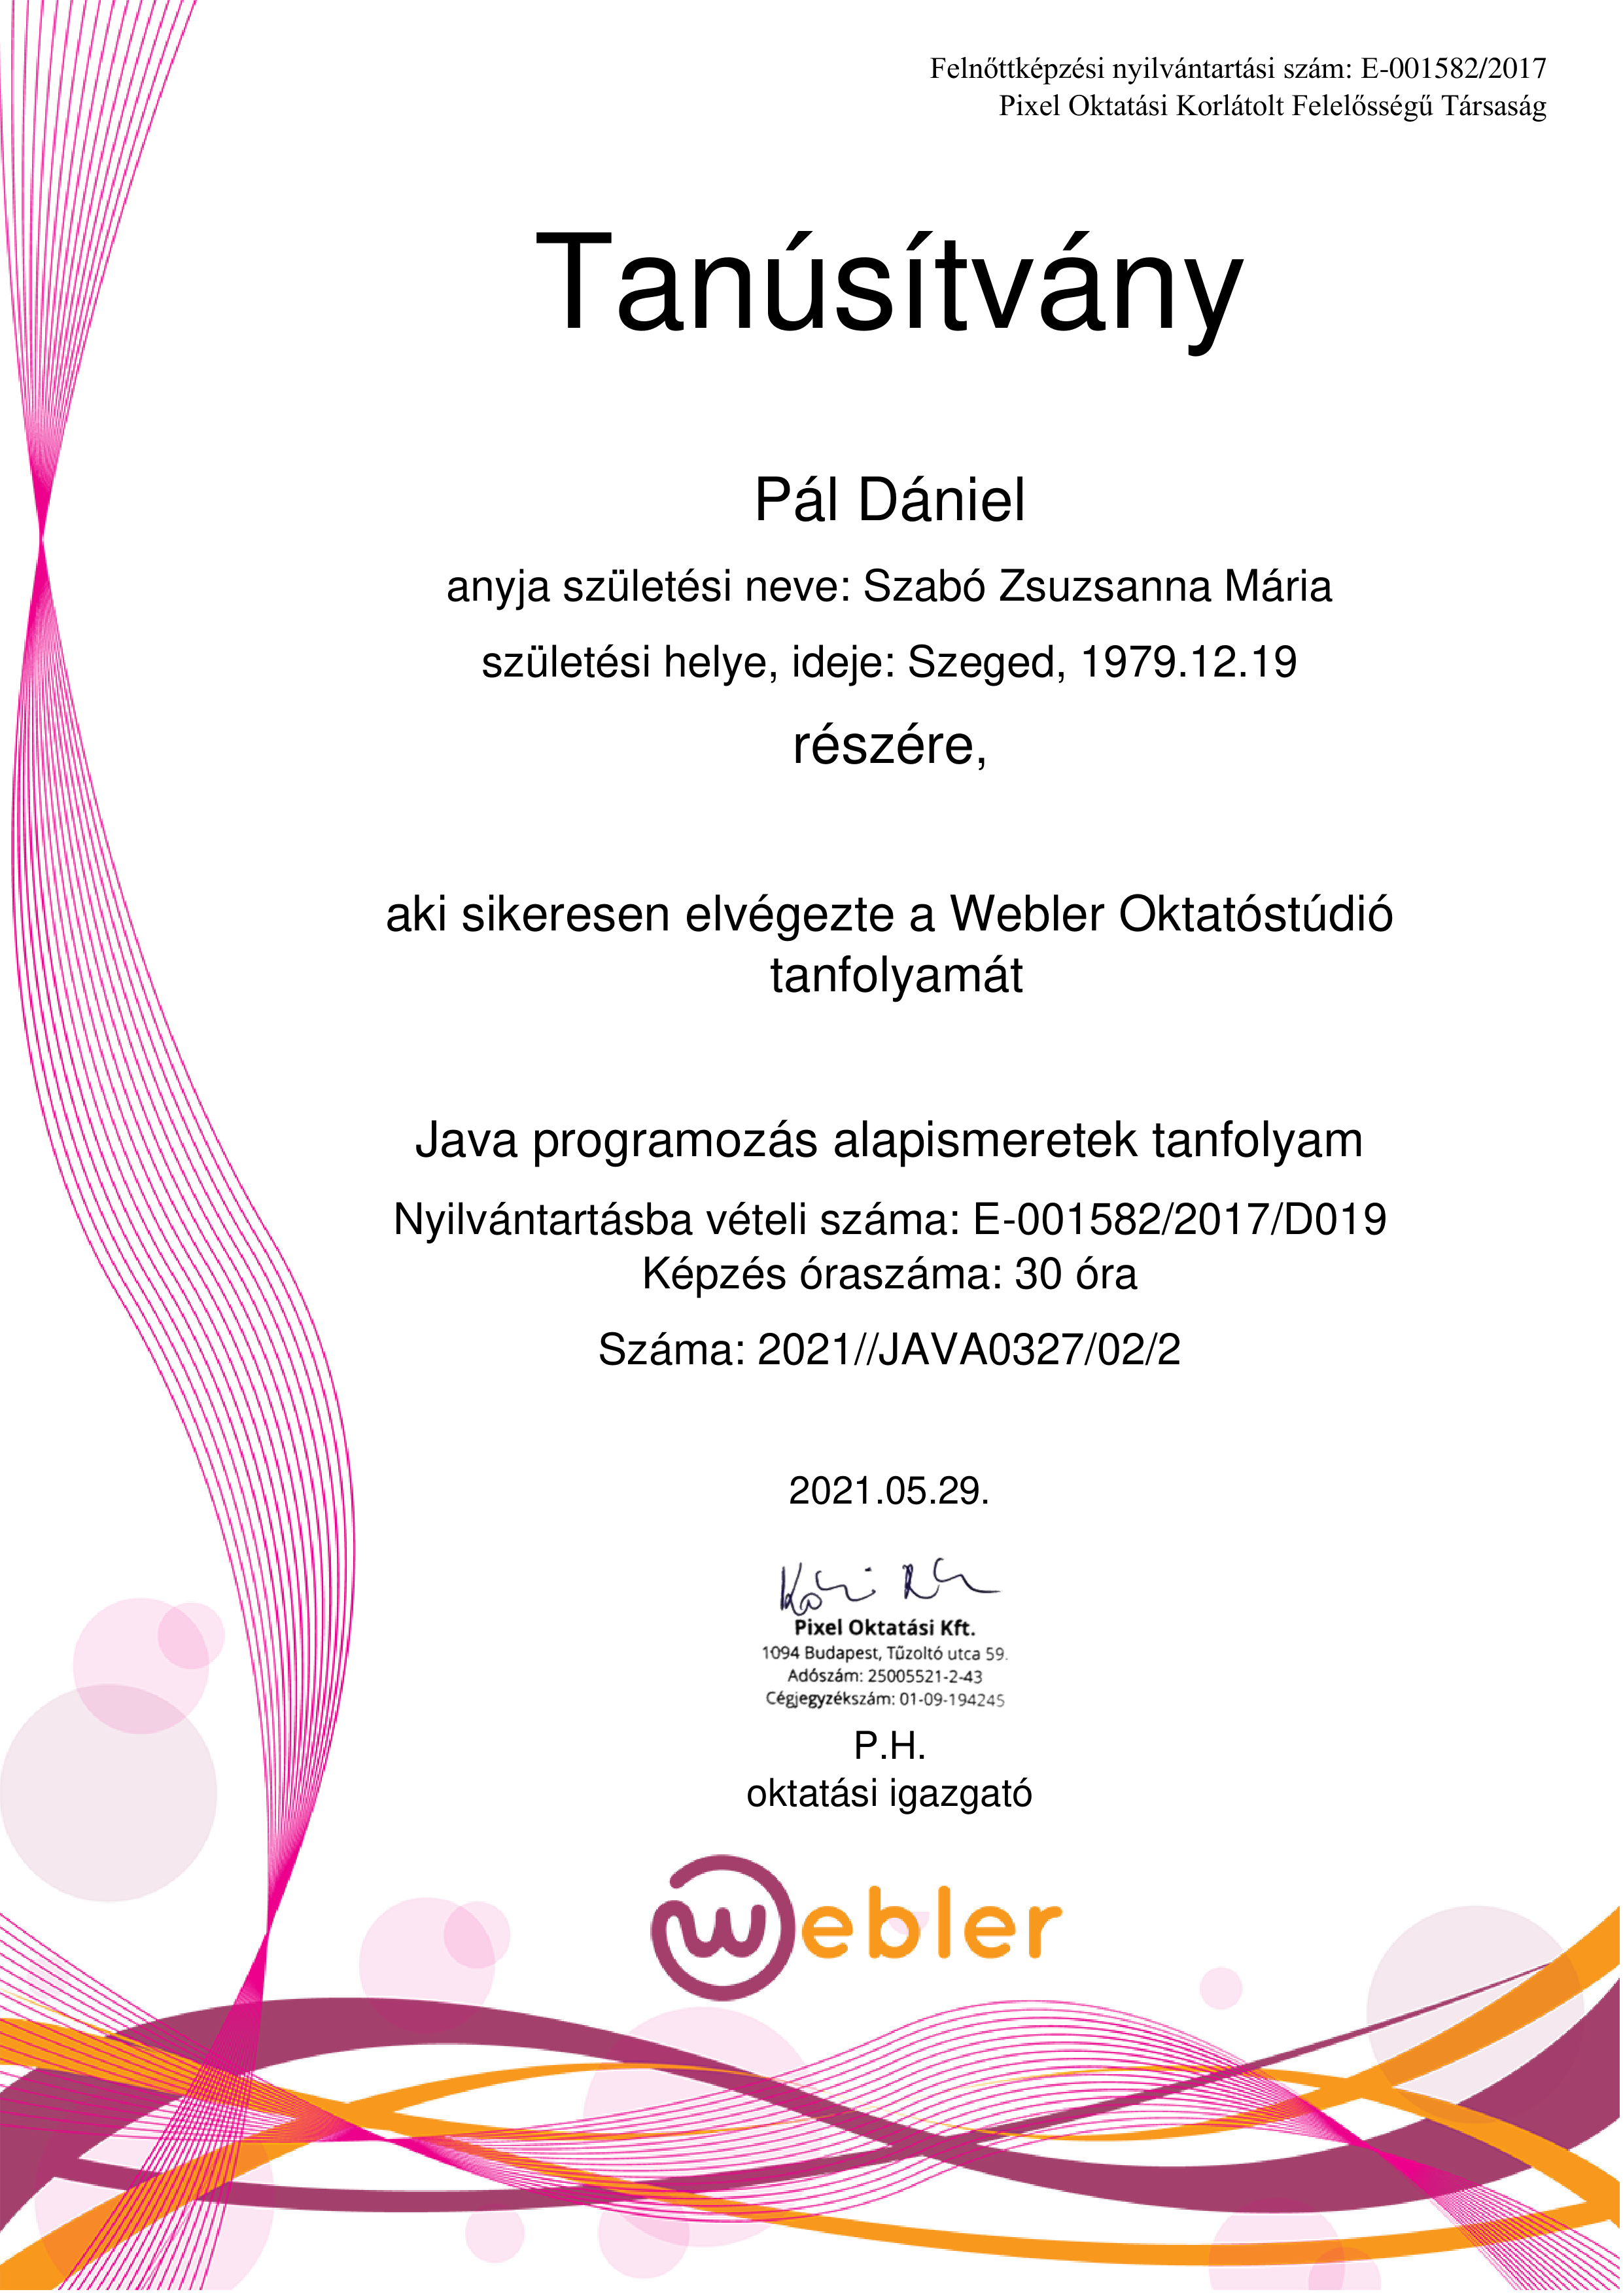 Felnőttképzési nyilvántartási szám: E-001582/2017
Pixel Oktatási Korlátolt Felelősségű Társaság
Tanúsítvány
Pál Dániel
anyja születési neve: Szabó Zsuzsanna Mária
születési helye, ideje: Szeged, 1979.12.19
részére,
aki sikeresen elvégezte a Webler Oktatóstúdió
tanfolyamát
Java programozás alapismeretek tanfolyam
Nyilvántartásba vételi száma: E-001582/2017/D019
Képzés óraszáma: 30 óra
Száma: 2021//JAVA0327/02/2
2021.05.29.
Pixel Oktatási Kft.
1094 Budapest, Tűzoltó utca 59.
Adószám: 25005521-2-43
Cégjegyzékszám: 01-09-194245
P.H.
oktatási igazgató
Webler